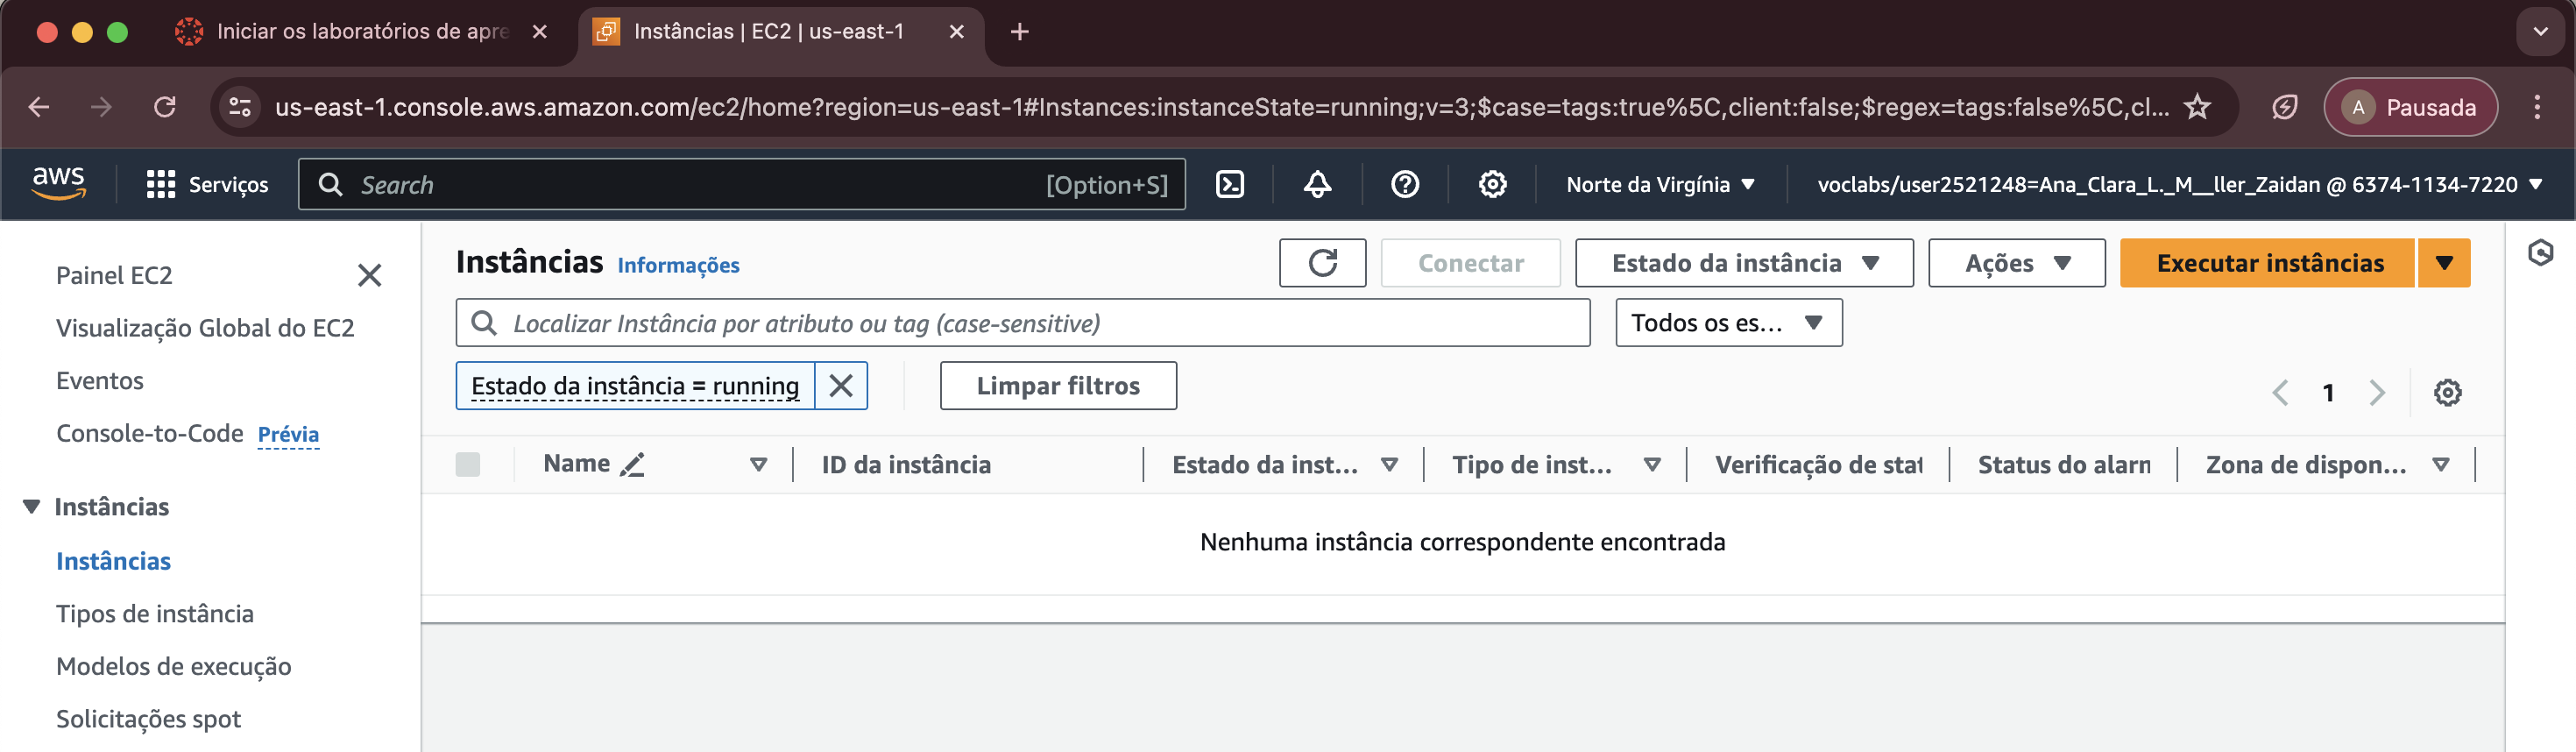 Iniciar os laboratórios de apre
Instâncias | EC2 | us-east-1
us-east-1.console.aws.amazon.com/ec2/home?region=us-east-1#Instances:instanceState=running;v=3;$case=tags:true%5C,client:false;$regex=tags:false%5C,cl...
A Pausada
aws Serviços Search [Option+S] Norte da Virgínia voclabs/user2521248=Ana_Clara_L._M__ller_Zaidan @ 6374-1134-7220
Painel EC2
Visualização Global do EC2
Eventos
Console-to-Code Prévia
Instâncias
Instâncias
Tipos de instância
Modelos de execução
Solicitações spot
Instâncias Informações Conectar Estado da instância Ações Executar instâncias
Localizar Instância por atributo ou tag (case-sensitive) Todos os es...
Estado da instância = running Limpar filtros 1
Name ID da instância Estado da inst... Tipo de inst... Verificação de stat Status do alarm Zona de dispon...
Nenhuma instância correspondente encontrada